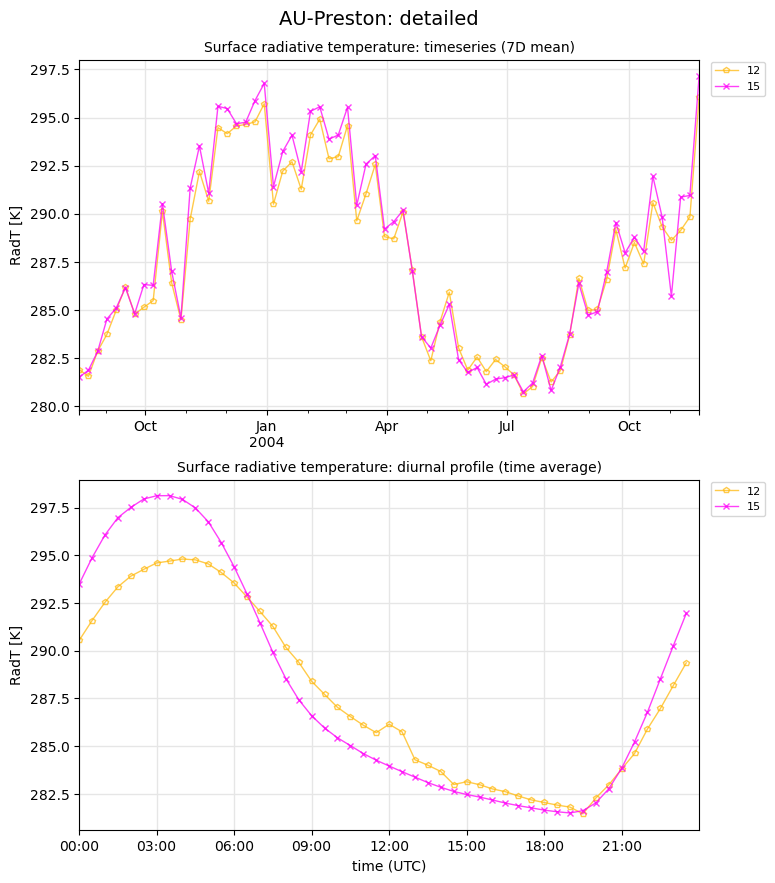 AU-Preston: detailed
Surface radiative temperature: timeseries (7D mean)
297.5
295.0
292.5
290.0
287.5
285.0
282.5
280.0
RadT [K]
12
15
Oct
Jan
2004
Apr
Jul
Oct
Surface radiative temperature: diurnal profile (time average)
297.5
295.0
292.5
290.0
287.5
285.0
282.5
RadT [K]
12
15
00:00
03:00
06:00
09:00
12:00
15:00
18:00
21:00
time (UTC)